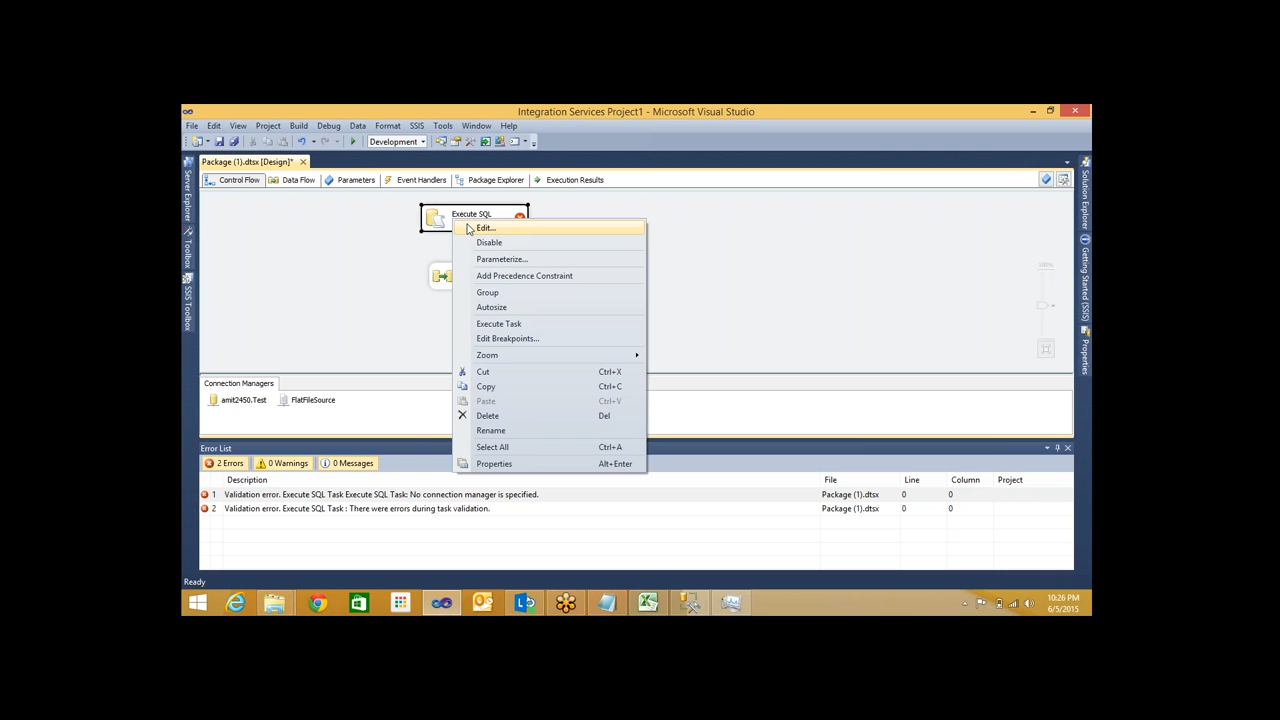 Integration Services Project1 - Microsoft Visual Studio
File Edit View Project Build Debug Data Format SSIS Tools Window Help
Development
Package (1).dtsx [Design]*
Control Flow Data Flow Parameters Event Handlers Package Explorer Execution Results
Server Explorer
Toolbox
SSIS Toolbox
Execute SQL
Edit...
Disable
Parameterize...
Add Precedence Constraint
Group
Autosize
Execute Task
Edit Breakpoints...
Zoom
Cut Ctrl+X
Copy Ctrl+C
Paste Ctrl+V
Delete Del
Rename
Select All Ctrl+A
Properties Alt+Enter
100%
Solution Explorer
Getting Started (SSIS)
Properties
Connection Managers
amit2450.Test FlatFileSource
Error List
2 Errors 0 Warnings 0 Messages
Description File Line Column Project
1 Validation error. Execute SQL Task Execute SQL Task: No connection manager is specified. Package (1).dtsx 0 0
2 Validation error. Execute SQL Task : There were errors during task validation. Package (1).dtsx 0 0
Ready
10:26 PM
6/5/2015